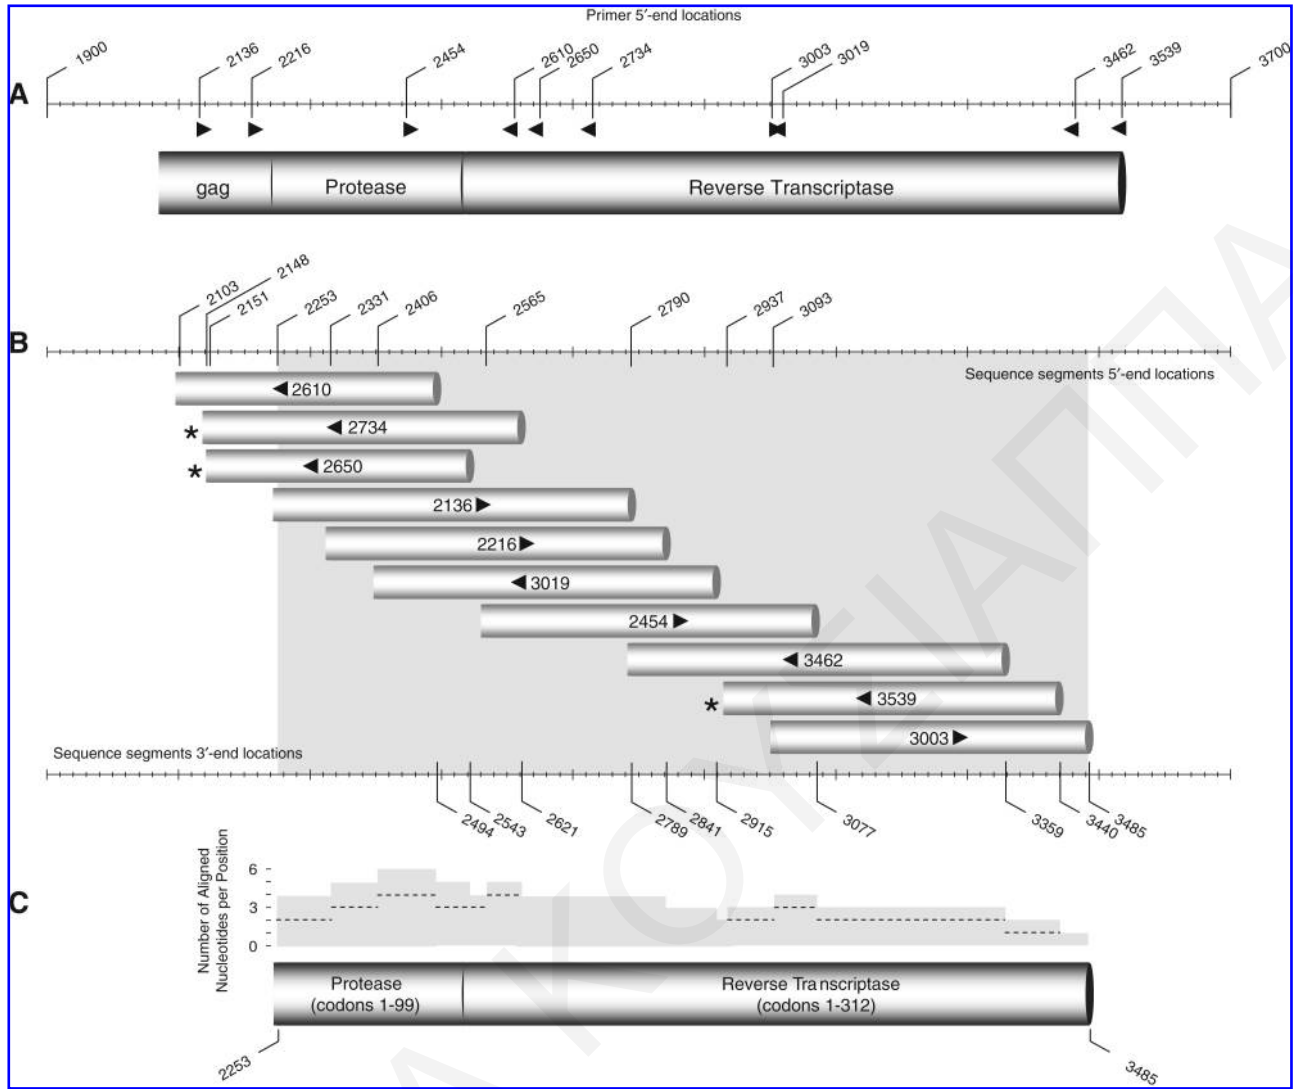 Primer 5′-end locations
1900
2136
2216
2454
2610
2650
2734
3003
3019
3462
3539
3700
A
gag
Protease
Reverse Transcriptase
2103
2148
2151
2253
2331
2406
2565
2790
2937
3093
B
Sequence segments 5′-end locations
2610
* 2734
* 2650
2136
2216
3019
2454
3462
* 3539
3003
Sequence segments 3′-end locations
2494
2543
2621
2789
2841
2915
3077
3359
3440
3485
C
Number of Aligned
Nucleotides per Position
6
3
0
Protease
(codons 1-99)
Reverse Transcriptase
(codons 1-312)
2253
3485
Α ΚΟΥΣΙΑΠΠΑ